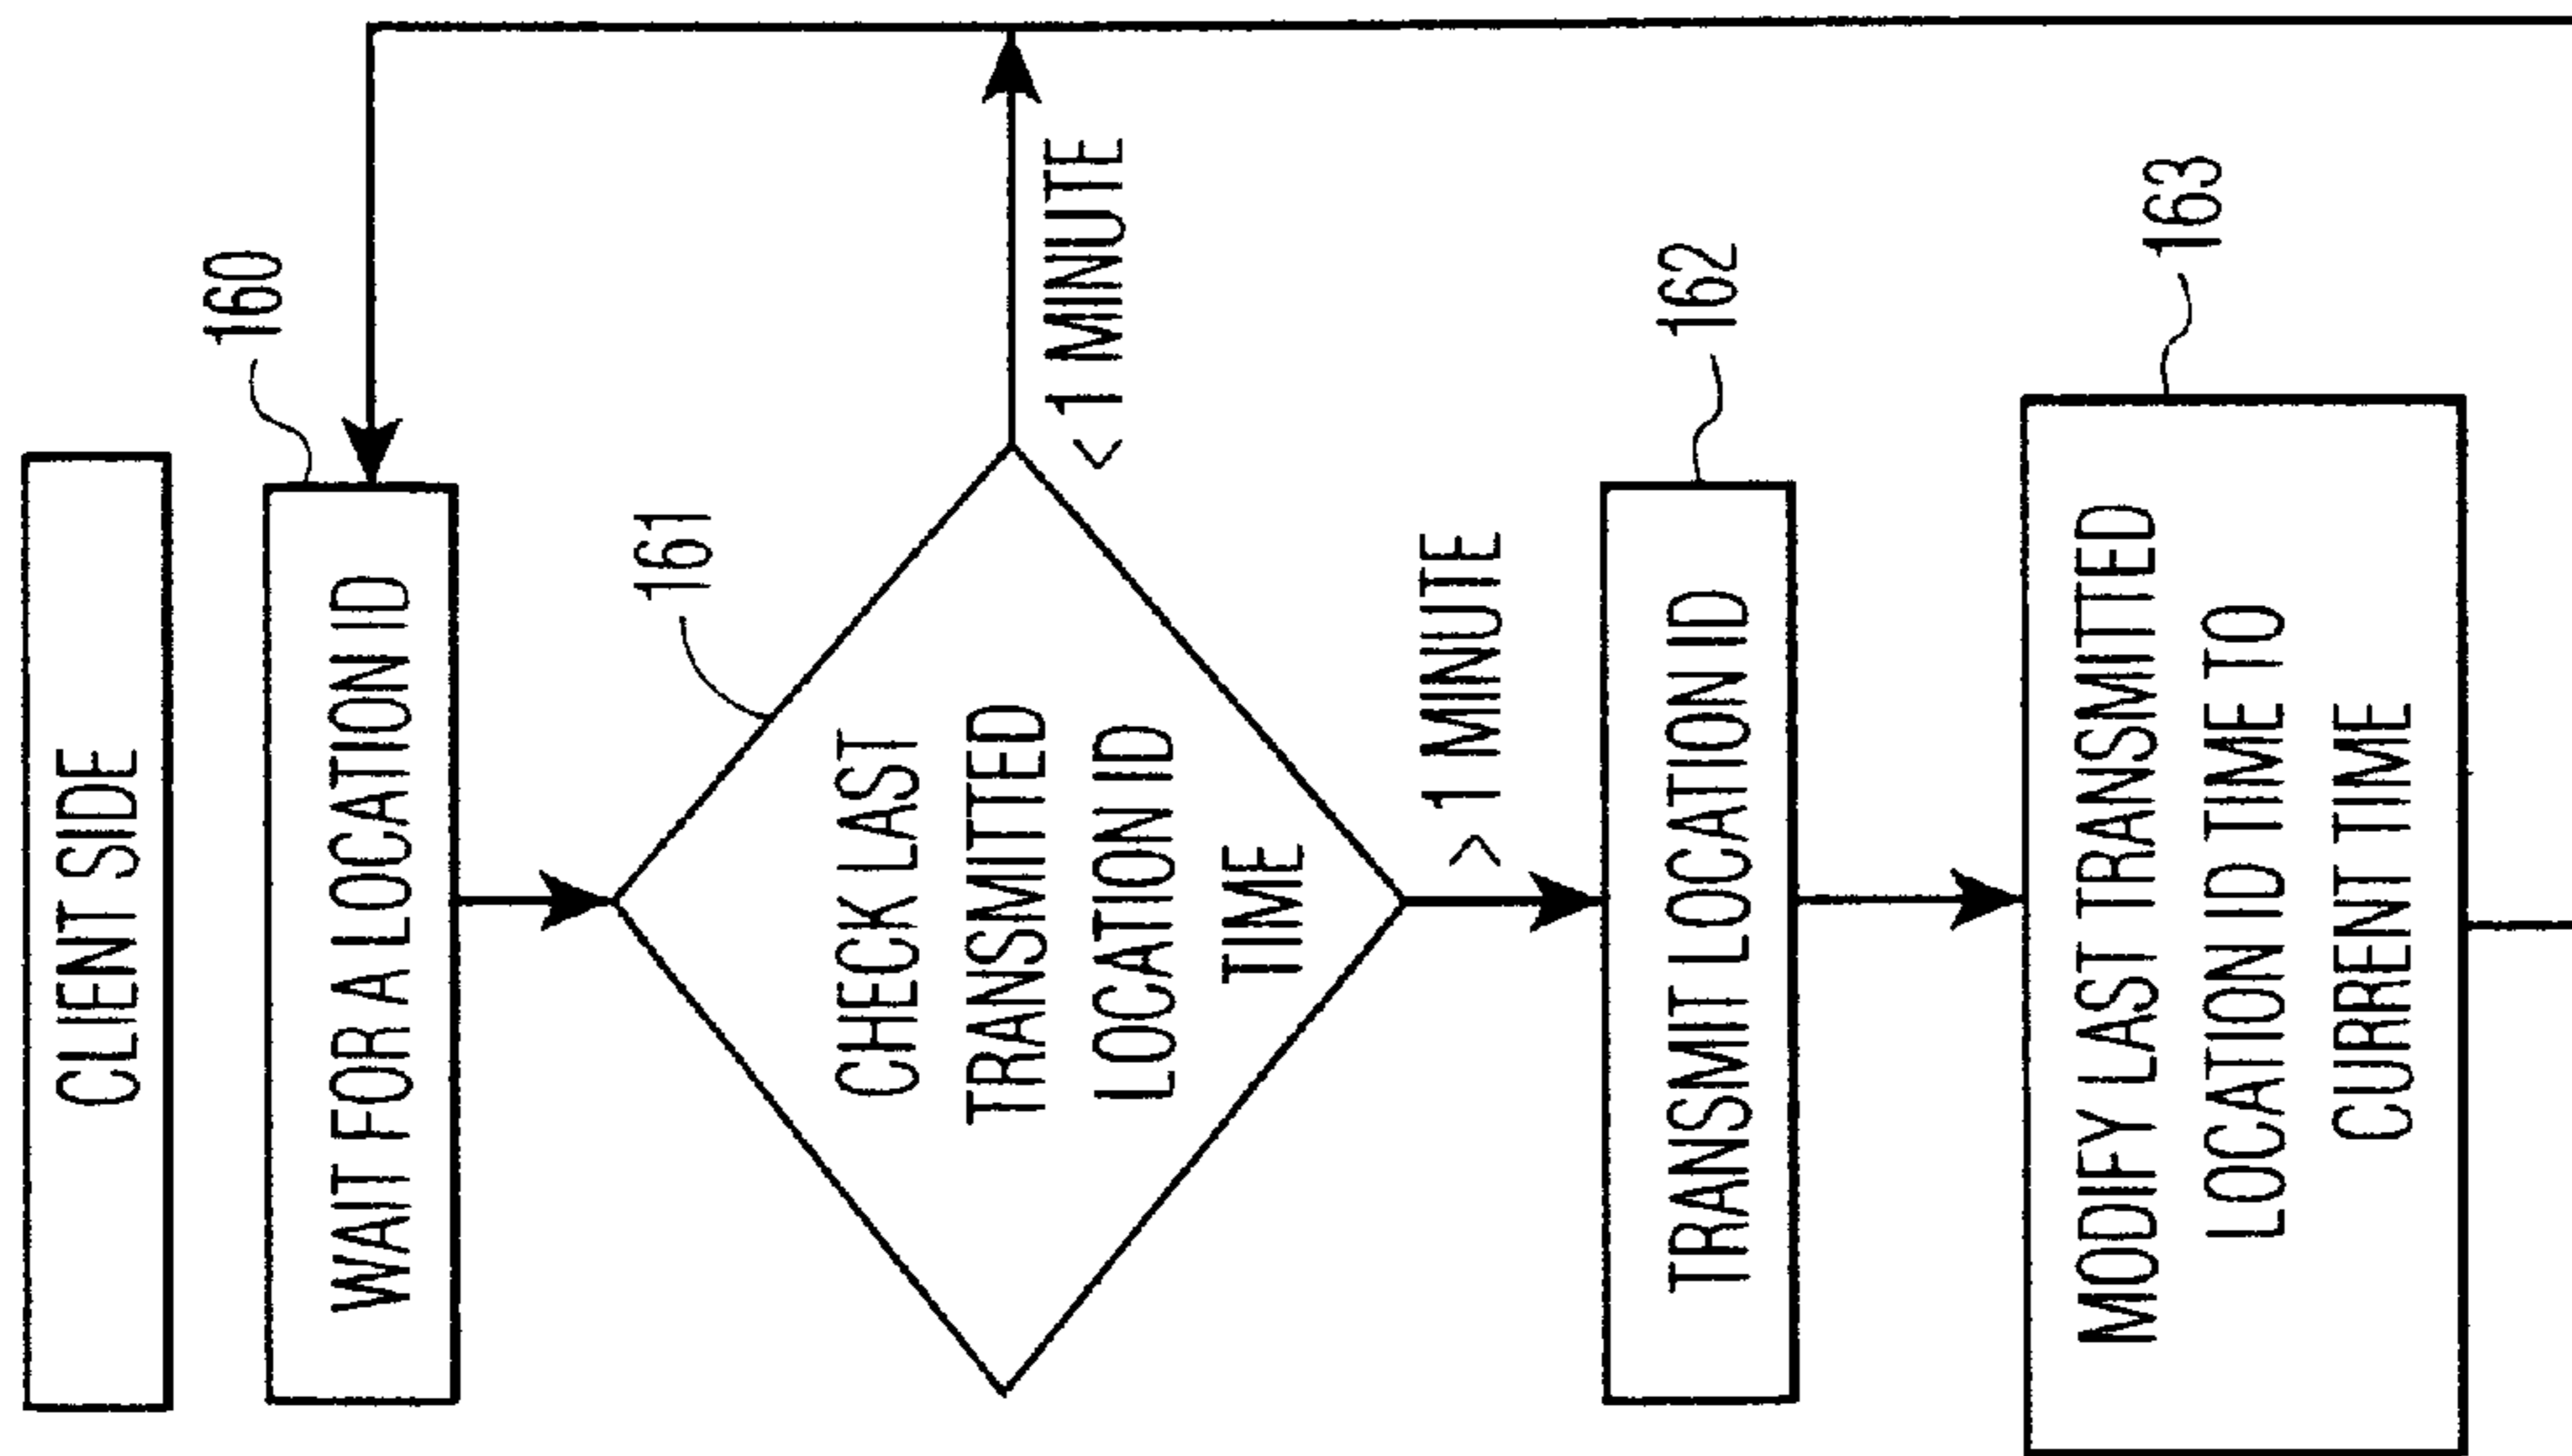 CLIENT SIDE
160
WAIT FOR A LOCATION ID
161
CHECK LAST
TRANSMITTED
LOCATION ID
TIME
< 1 MINUTE
> 1 MINUTE
162
TRANSMIT LOCATION ID
163
MODIFY LAST TRANSMITTED
LOCATION ID TIME TO
CURRENT TIME